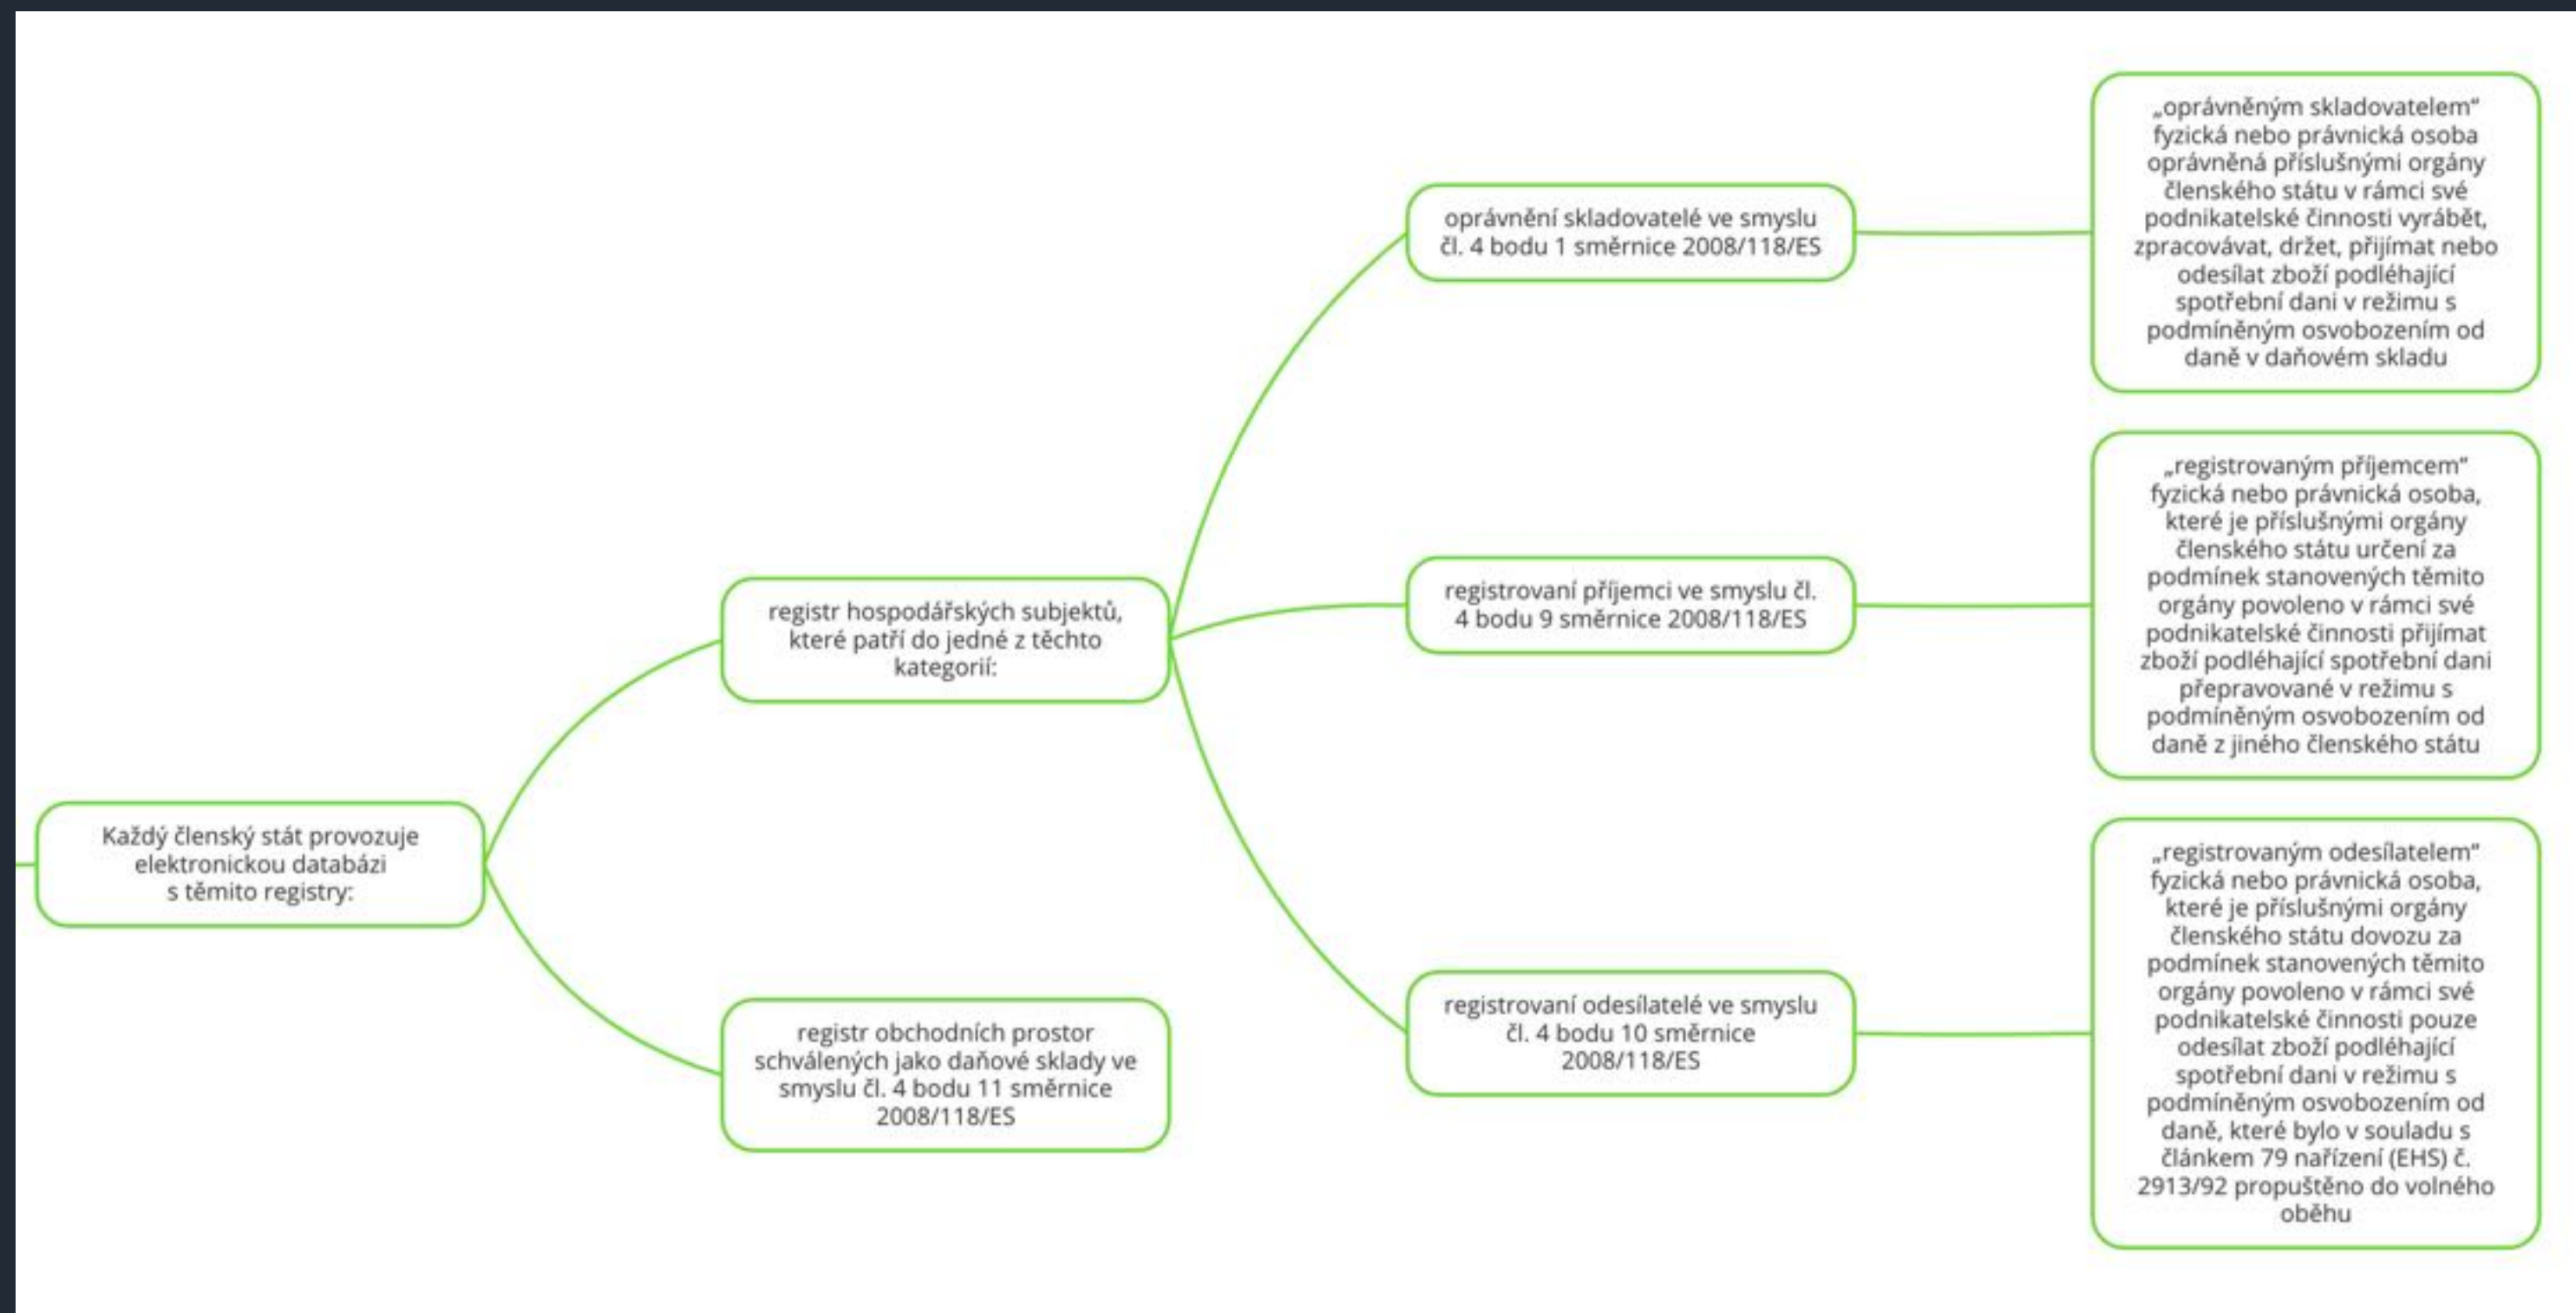 Každý členský stát provozuje
elektronickou databázi
s těmito registry:
registr hospodářských subjektů,
které patří do jedné z těchto
kategorií:
oprávnění skladovatelé ve smyslu
čl. 4 bodu 1 směrnice 2008/118/ES
„oprávněným skladovatelem“
fyzická nebo právnická osoba
oprávněná příslušnými orgány
členského státu v rámci své
podnikatelské činnosti vyrábět,
zpracovávat, držet, přijímat nebo
odesílat zboží podléhající
spotřební dani v režimu s
podmíněným osvobozením od
daně v daňovém skladu
registrovaní příjemci ve smyslu čl.
4 bodu 9 směrnice 2008/118/ES
„registrovaným příjemcem“
fyzická nebo právnická osoba,
které je příslušnými orgány
členského státu určení za
podmínek stanovených těmito
orgány povoleno v rámci své
podnikatelské činnosti přijímat
zboží podléhající spotřební dani
přepravované v režimu s
podmíněným osvobozením od
daně z jiného členského státu
registrovaní odesílatelé ve smyslu
čl. 4 bodu 10 směrnice
2008/118/ES
„registrovaným odesílatelem“
fyzická nebo právnická osoba,
které je příslušnými orgány
členského státu dovozu za
podmínek stanovených těmito
orgány povoleno v rámci své
podnikatelské činnosti pouze
odesílat zboží podléhající
spotřební dani v režimu s
podmíněným osvobozením od
daně, které bylo v souladu s
článkem 79 nařízení (EHS) č.
2913/92 propuštěno do volného
oběhu
registr obchodních prostor
schválených jako daňové sklady ve
smyslu čl. 4 bodu 11 směrnice
2008/118/ES